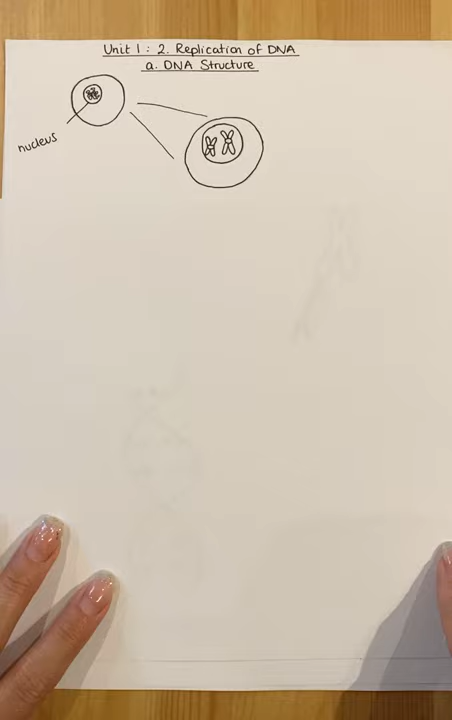 Unit 1 : 2. Replication of DNA
a. DNA Structure
nucleus